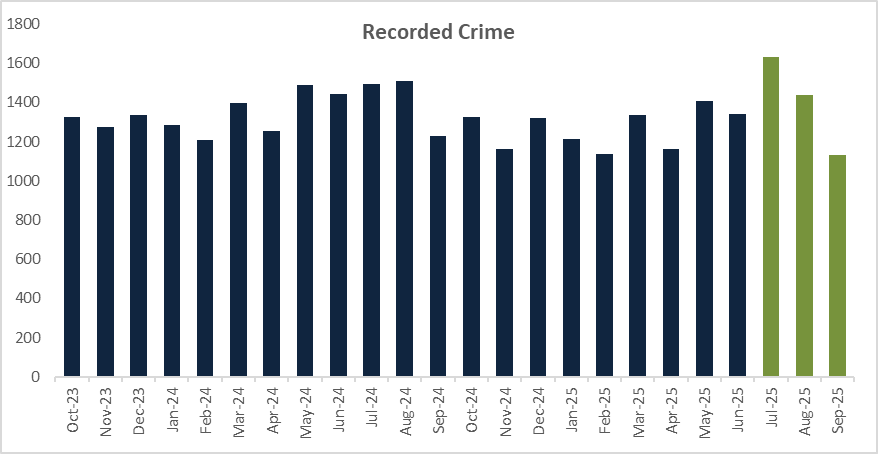 Recorded Crime
1800
1600
1400
1200
1000
800
600
400
200
0
Oct-23
Nov-23
Dec-23
Jan-24
Feb-24
Mar-24
Apr-24
May-24
Jun-24
Jul-24
Aug-24
Sep-24
Oct-24
Nov-24
Dec-24
Jan-25
Feb-25
Mar-25
Apr-25
May-25
Jun-25
Jul-25
Aug-25
Sep-25